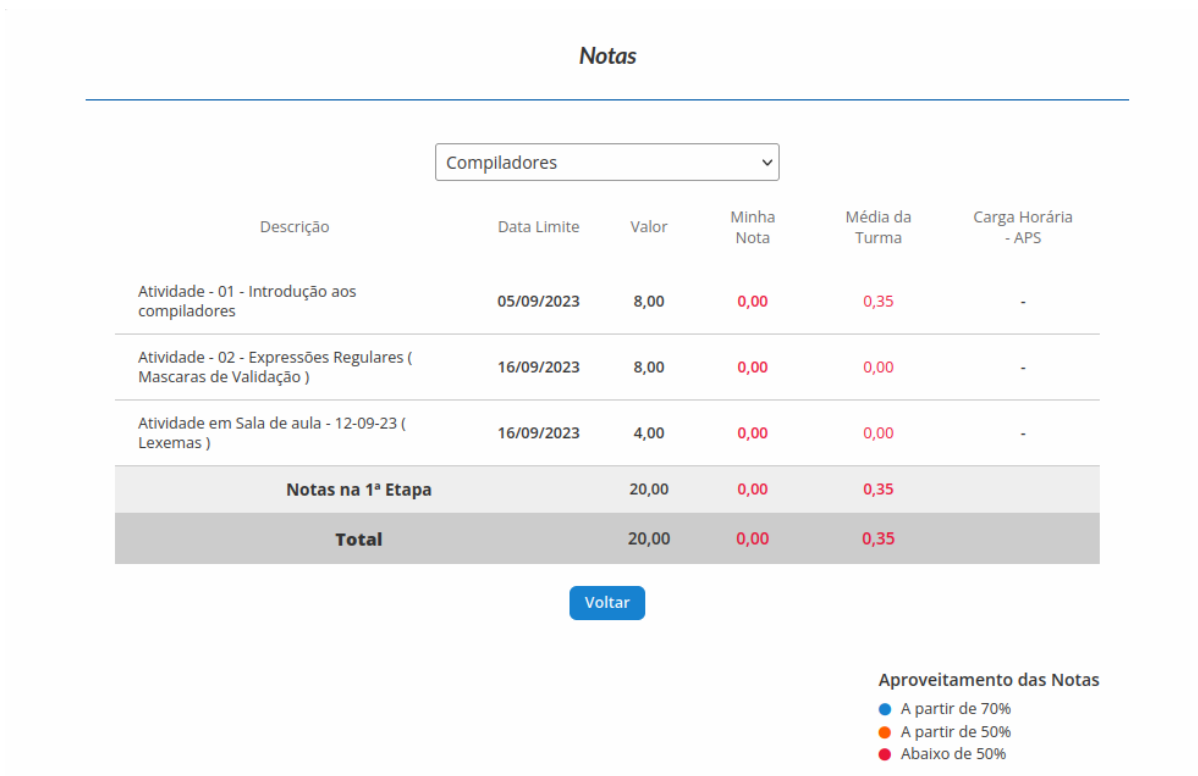 Notas
Compiladores
Descrição Data Limite Valor Minha Nota Média da Turma Carga Horária - APS
Atividade - 01 - Introdução aos
compiladores 05/09/2023 8,00 0,00 0,35 -
Atividade - 02 - Expressões Regulares (
Mascaras de Validação ) 16/09/2023 8,00 0,00 0,00 -
Atividade em Sala de aula - 12-09-23 (
Lexemas ) 16/09/2023 4,00 0,00 0,00 -
Notas na 1ª Etapa 20,00 0,00 0,35
Total 20,00 0,00 0,35
Voltar
Aproveitamento das Notas
A partir de 70%
A partir de 50%
Abaixo de 50%